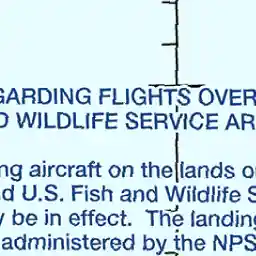 GARDING FLIGHTS OVER
D WILDLIFE SERVICE AR
ng aircraft on the lands o
d U.S. Fish and Wildlife S
y be in effect. The landing
administered by the NPS